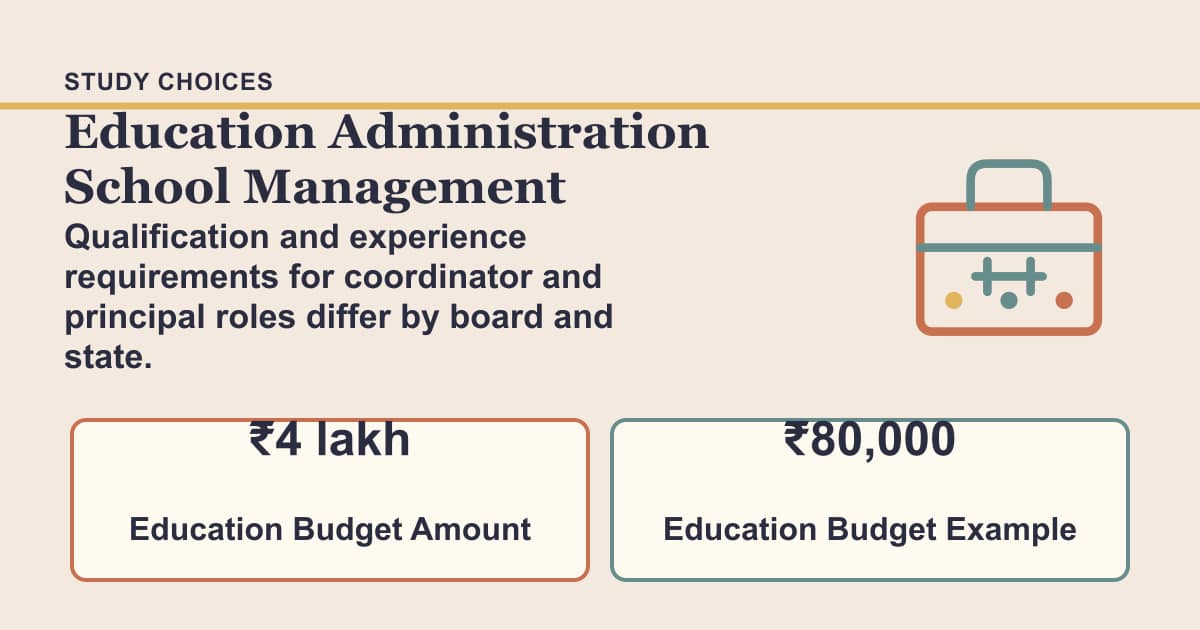 STUDY CHOICES
Education Administration
School Management
Qualification and experience
requirements for coordinator and
principal roles differ by board and
state.
₹4 lakh
Education Budget Amount
₹80,000
Education Budget Example